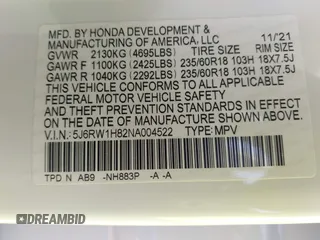 MFD. BY HONDA DEVELOPMENT &
MANUFACTURING OF AMERICA, LLC 11/'21
GVWR 2130KG (4695LBS) TIRE SIZE RIM SIZE
GAWR F 1100KG (2425LBS) 235/60R18 103H 18X7.5J
GAWR R 1040KG (2292LBS) 235/60R18 103H 18X7.5J
THIS VEHICLE CONFORMS TO ALL APPLICABLE
FEDERAL MOTOR VEHICLE SAFETY
STANDARDS IN EFFECT ON THE DATE OF
MANUFACTURE SHOWN ABOVE.
V.I.N.: 5J6RW1H82NA004522 TYPE: MPV
TPD N AB9 -NH883P -A -A
DREAMBID